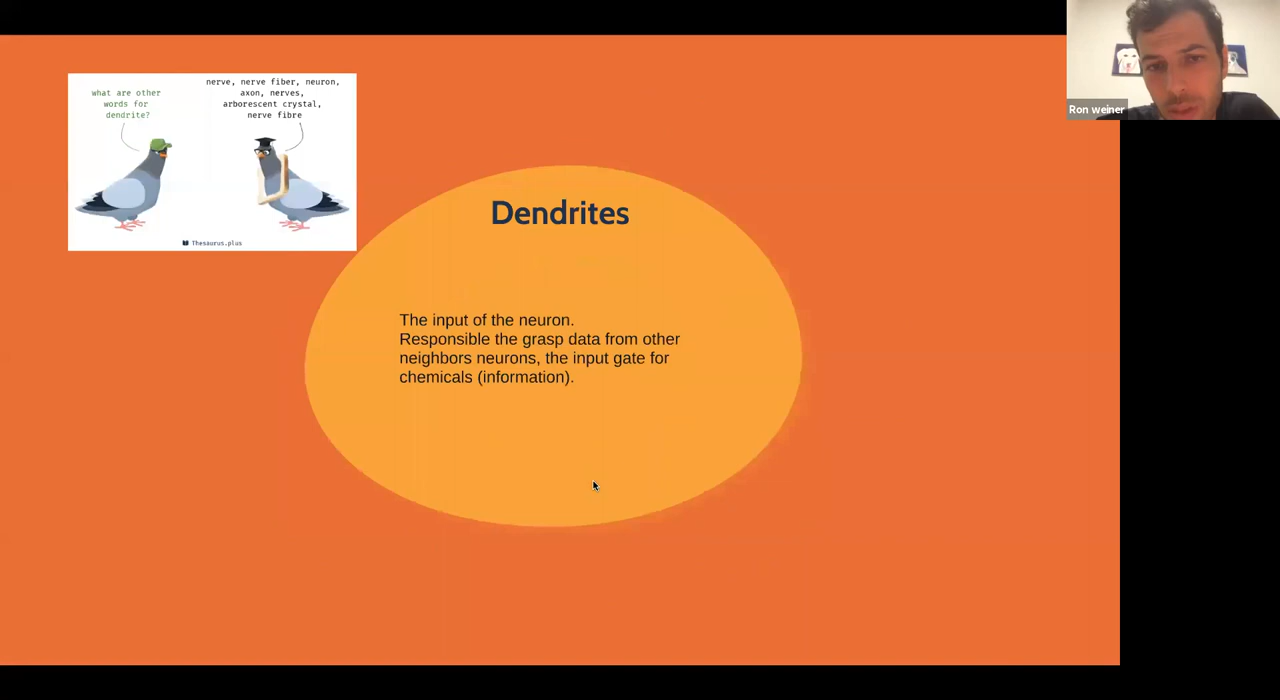 what are other
words for
dendrite?
nerve, nerve fiber, neuron,
axon, nerves,
arborescent crystal,
nerve fibre
Thesaurus.plus
Dendrites
The input of the neuron.
Responsible the grasp data from other
neighbors neurons, the input gate for
chemicals (information).
Ron weiner